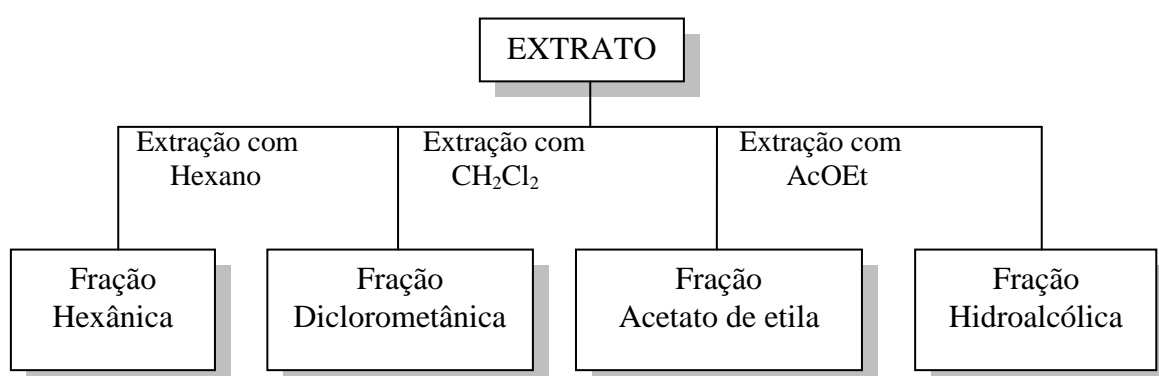 EXTRATO
Extração com
Hexano
Extração com
CH₂Cl₂
Extração com
AcOEt
Fração
Hexânica
Fração
Diclorometânica
Fração
Acetato de etila
Fração
Hidroalcólica